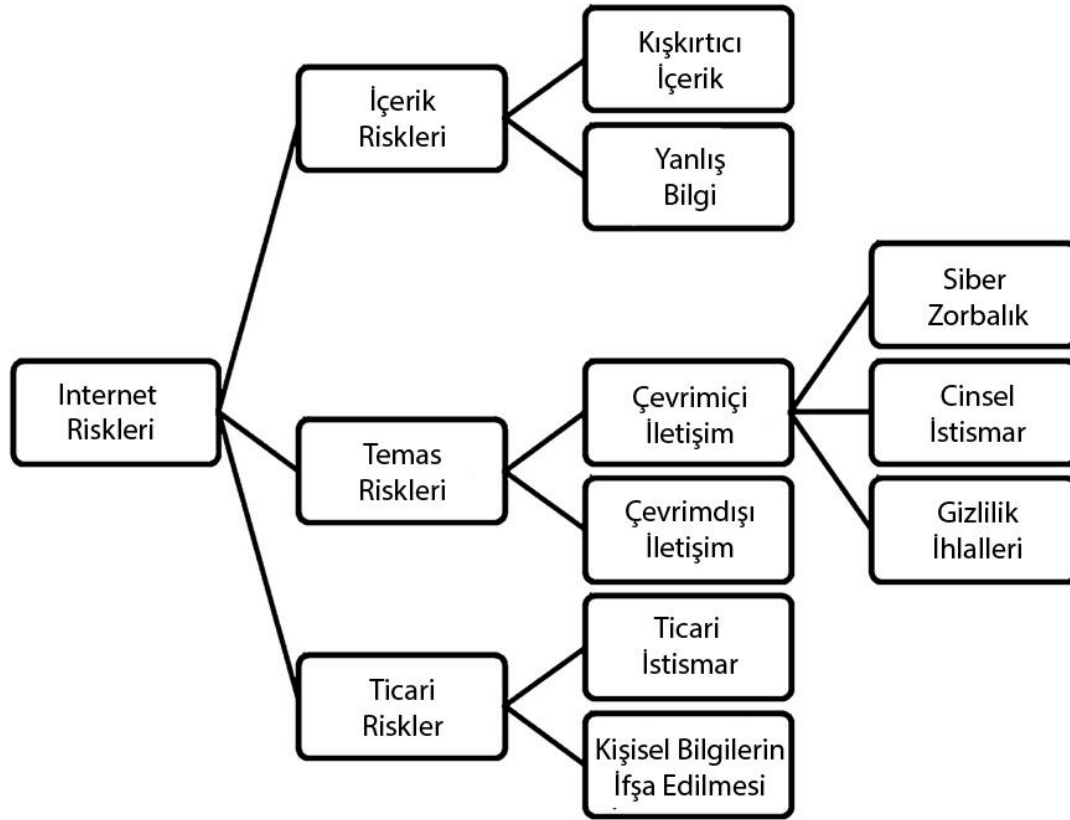 Internet
Riskleri
İçerik
Riskleri
Kışkırtıcı
İçerik
Yanlış
Bilgi
Temas
Riskleri
Çevrimiçi
İletişim
Siber
Zorbalık
Cinsel
İstismar
Gizlilik
İhlalleri
Çevrimdışı
İletişim
Ticari
Riskler
Ticari
İstismar
Kişisel Bilgilerin
İfşa Edilmesi